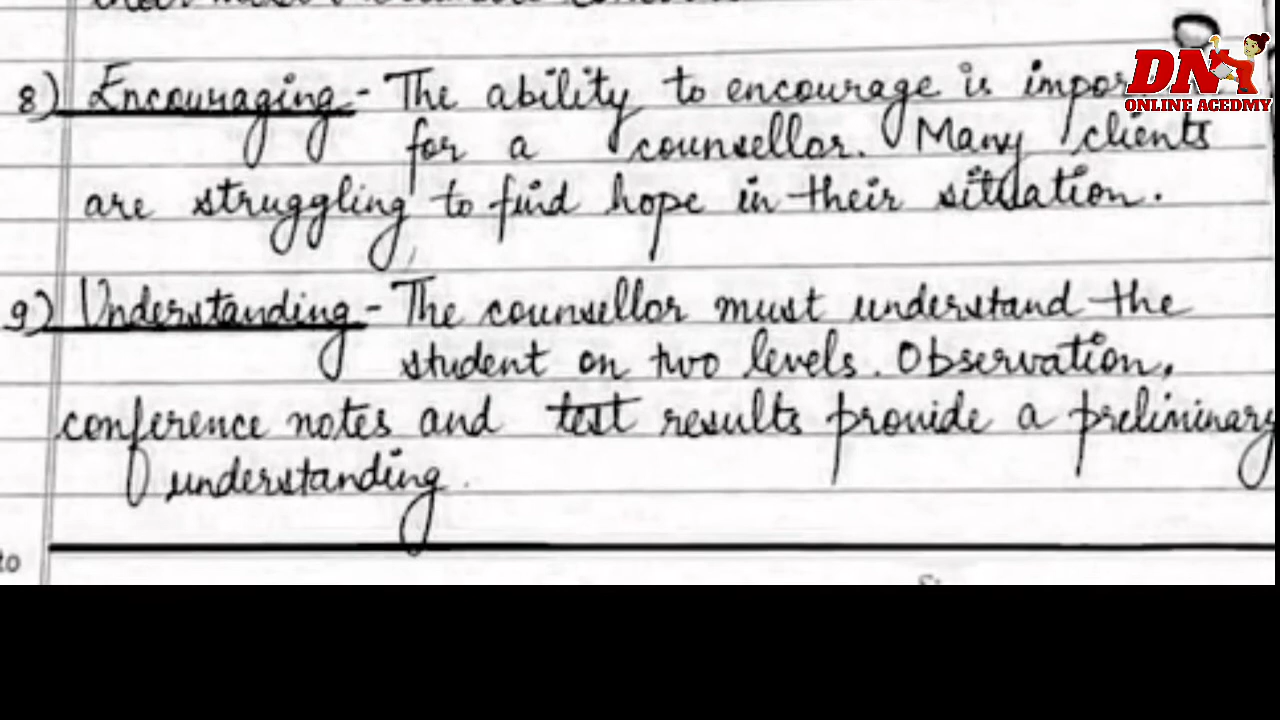 8) Encouraging - The ability to encourage is impor
for a counsellor. Many clients
are struggling to find hope in their situation.
9) Understanding - The counsellor must understand the
student on two levels. Observation,
conference notes and test results provide a preliminary
understanding.
to
DN
ONLINE ACEDMY